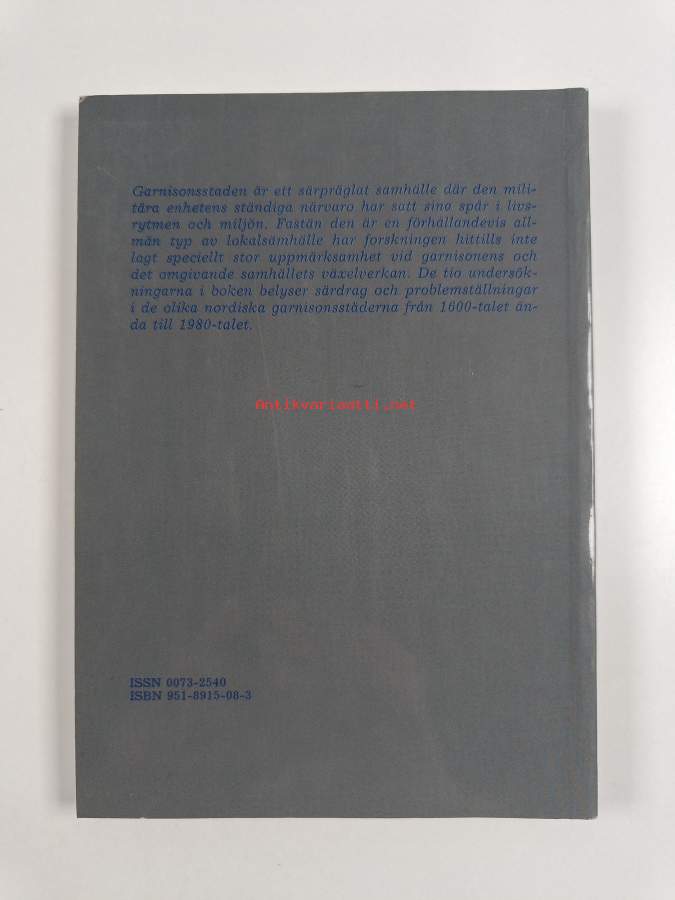 Garnisonsstaden är ett särpräglat samhälle där den mili-
tära enhetens ständiga närvaro har satt sina spår i livs-
rytmen och miljön. Fastän den är en förhållandevis all-
män typ av lokalsamhälle har forskningen hittills inte
lagt speciellt stor uppmärksamhet vid garnisonens och
det omgivande samhällets växelverkan. De tio undersök-
ningarna i boken belyser särdrag och problemställningar
i de olika nordiska garnisonsstäderna från 1600-talet än-
da till 1980-talet.
Antikvariaatti.net
ISSN 0073-2540
ISBN 951-8915-08-3